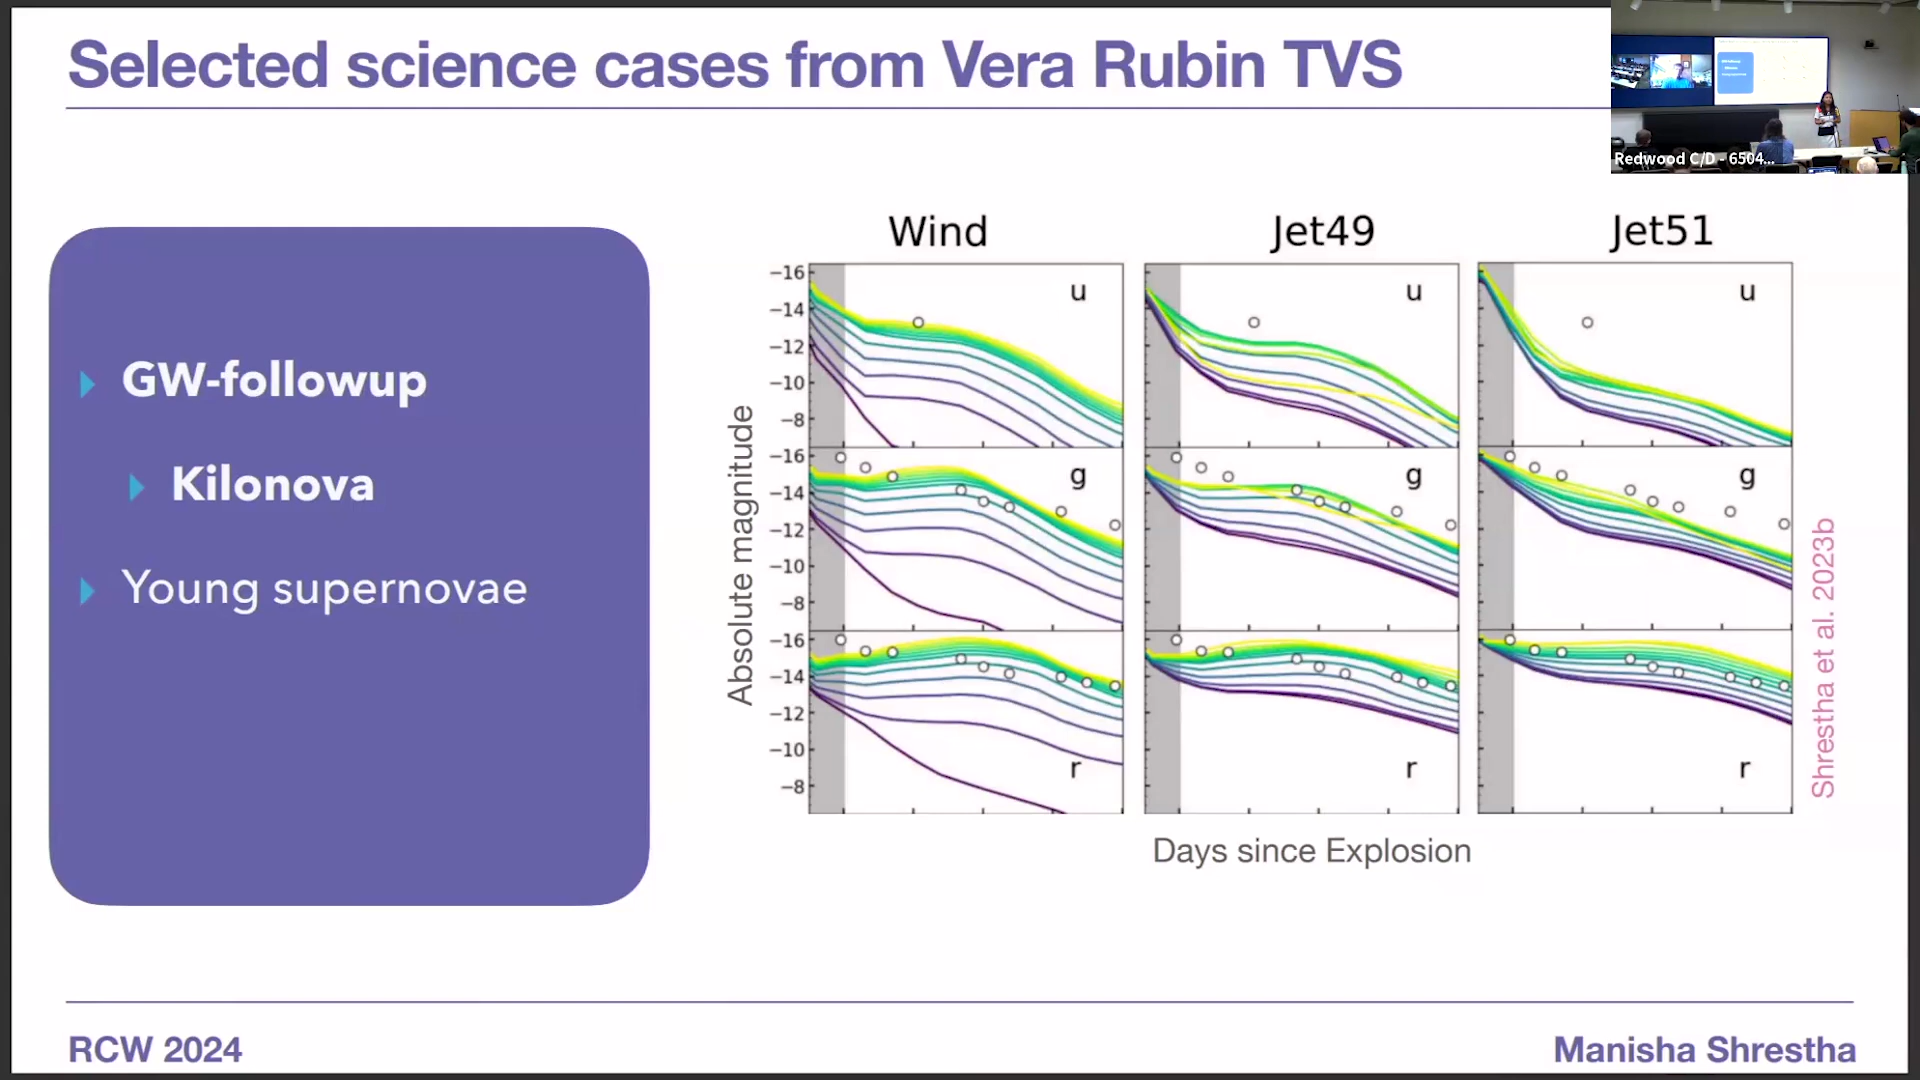 Selected science cases from Vera Rubin TVS
Redwood C/D - 6504...
GW-followup
Kilonova
Young supernovae
Wind
Jet49
Jet51
Absolute magnitude
−16
−14
−12
−10
−8
u
u
u
−16
−14
−12
−10
−8
g
g
g
−16
−14
−12
−10
−8
r
r
r
Days since Explosion
Shrestha et al. 2023b
RCW 2024
Manisha Shrestha